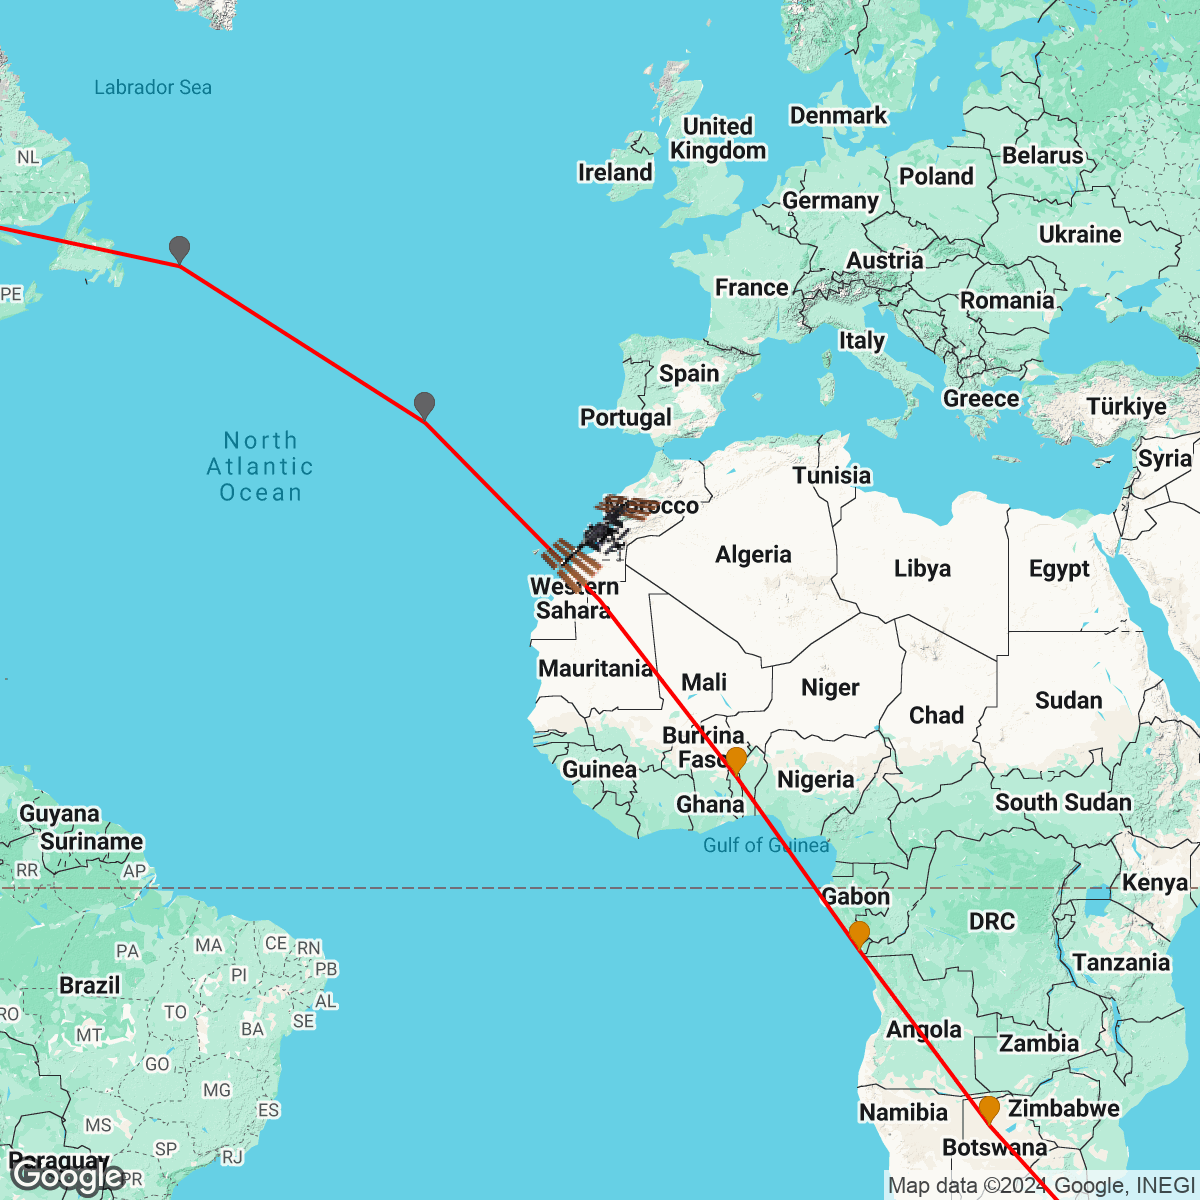 Labrador Sea
NL
PE
Denmark
United
Kingdom
Ireland
Belarus
Poland
Germany
Ukraine
Austria
France
Romania
Italy
Spain
Greece
Portugal
Türkiye
Syria
Tunisia
North
Atlantic
Ocean
Morocco
Algeria
Libya
Egypt
Western
Sahara
Mauritania
Mali
Niger
Chad
Sudan
Burkina
Faso
Guinea
Nigeria
Ghana
South Sudan
Gulf of Guinea
Guyana
Suriname
RR
AP
Gabon
DRC
Kenya
Tanzania
PA
MA
CE
RN
PB
PI
AL
SE
Brazil
TO
BA
RO
MT
GO
MG
ES
MS
SP
RJ
PR
Paraguay
Angola
Zambia
Namibia
Zimbabwe
Botswana
Google
Map data ©2024 Google, INEGI